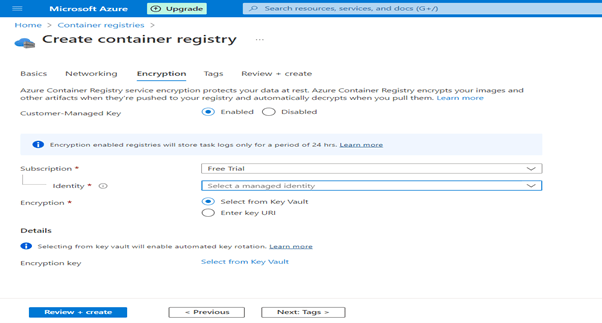 Microsoft Azure
Upgrade
Search resources, services, and docs (G+/)
Home > Container registries >
Create container registry ...
Basics Networking Encryption Tags Review + create
Azure Container Registry service encryption protects your data at rest. Azure Container Registry encrypts your images and
other artifacts when they're pushed to your registry and automatically decrypts when you pull them. Learn more
Customer-Managed Key Enabled Disabled
Encryption enabled registries will store task logs only for a period of 24 hrs. Learn more
Subscription * Free Trial
Identity * Select a managed identity
Encryption * Select from Key Vault
Enter key URI
Details
Selecting from key vault will enable automated key rotation. Learn more
Encryption key Select from Key Vault
Review + create < Previous Next: Tags >